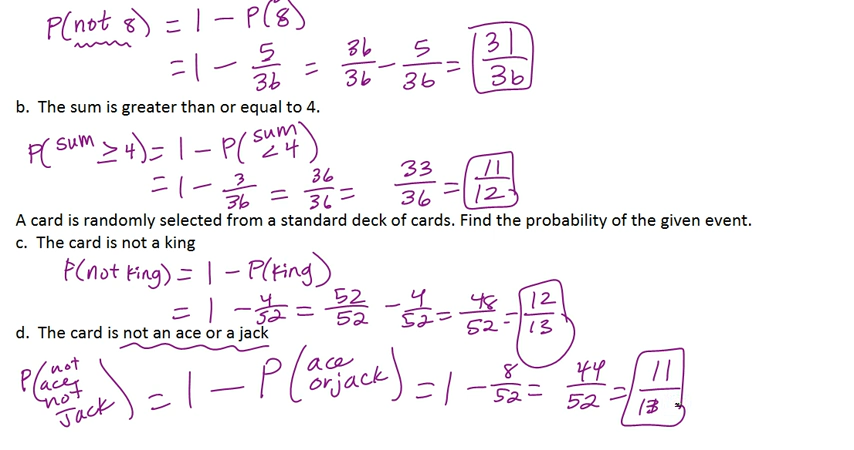 P(not 8) = 1 - P(8)
= 1 - 5/36 = 36/36 - 5/36 = 31/36
b. The sum is greater than or equal to 4.
P(sum ≥ 4) = 1 - P(sum < 4)
= 1 - 3/36 = 36/36 = 33/36 = 11/12
A card is randomly selected from a standard deck of cards. Find the probability of the given event.
c. The card is not a king
P(not king) = 1 - P(king)
= 1 - 4/52 = 52/52 - 4/52 = 48/52 = 12/13
d. The card is not an ace or a jack
P(not ace, not Jack) = 1 - P(ace or jack) = 1 - 8/52 = 44/52 = 11/13